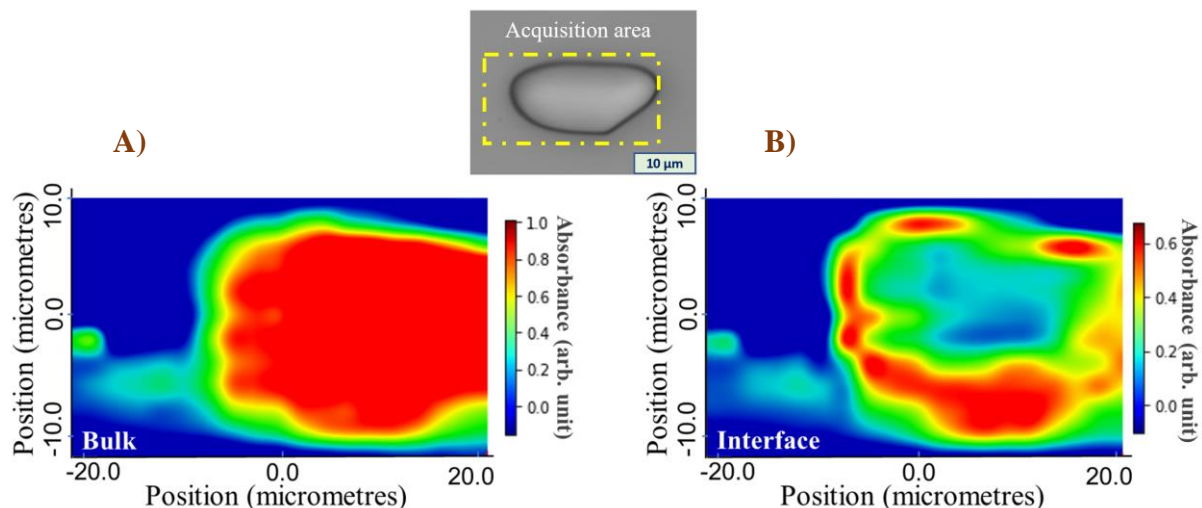 Acquisition area
10 µm
A)
B)
Position (micrometres)
10.0
0.0
-10.0
-20.0
0.0
20.0
Position (micrometres)
Bulk
1.0
0.8
0.6
0.4
0.2
0.0
Absorbance (arb. unit)
Position (micrometres)
10.0
0.0
-10.0
-20.0
0.0
20.0
Position (micrometres)
Interface
0.6
0.4
0.2
0.0
Absorbance (arb. unit)